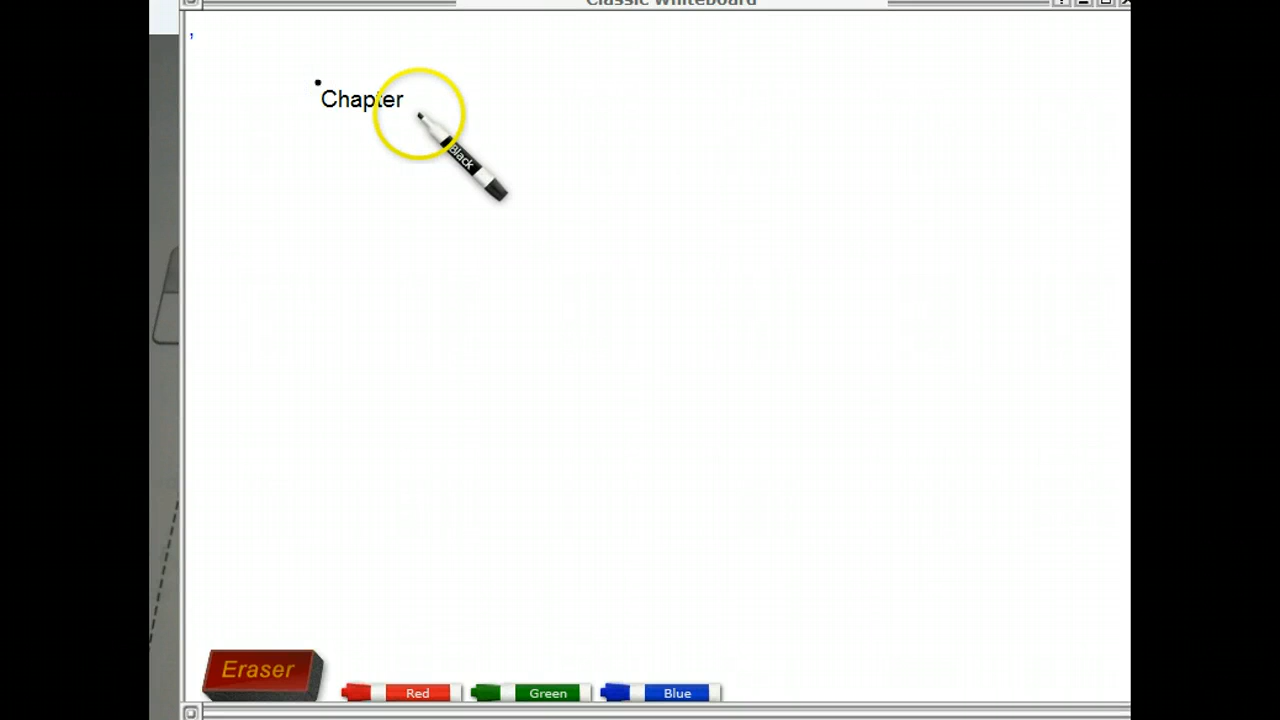 Classic Whiteboard
,
Chapter
Black
Eraser
Red
Green
Blue